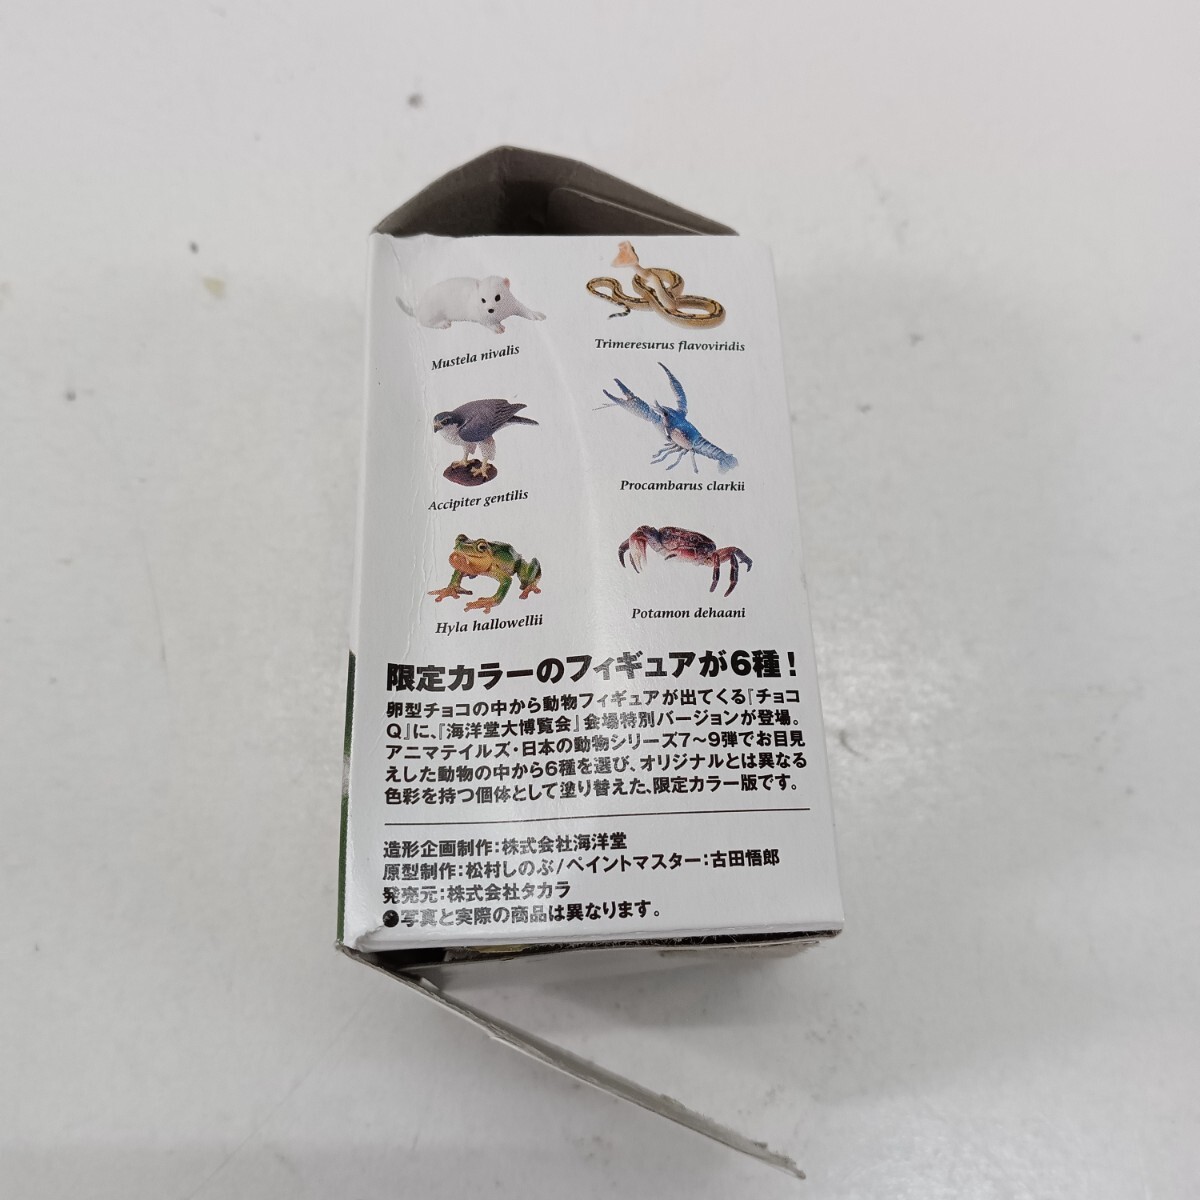 Mustela nivalis
Trimeresurus flavoviridis
Accipiter gentilis
Procambarus clarkii
Hyla hallowellii
Potamon dehaani
限定カラーのフィギュアが6種！
卵型チョコの中から動物フィギュアが出てくる『チョコ
Q』に、『海洋堂大博覧会』会場特別バージョンが登場。
アニマテイルズ・日本の動物シリーズ7〜9弾でお目見
えした動物の中から6種を選び、オリジナルとは異なる
色彩を持つ個体として塗り替えた、限定カラー版です。
造形企画制作：株式会社海洋堂
原型制作：松村しのぶ/ペイントマスター：古田悟郎
発売元：株式会社タカラ
●写真と実際の商品は異なります。